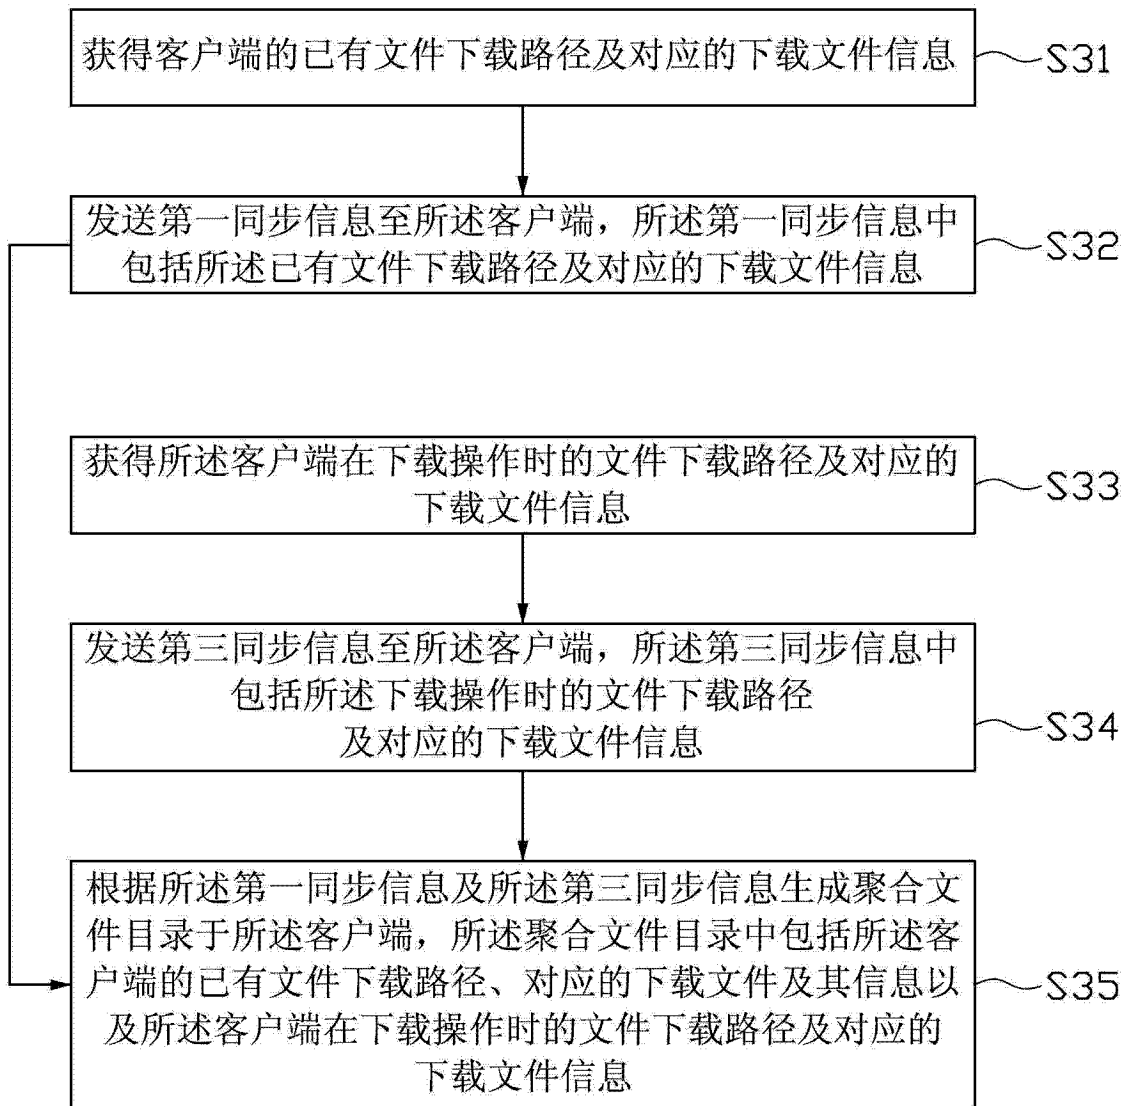 获得客户端的已有文件下载路径及对应的下载文件信息
S31
发送第一同步信息至所述客户端，所述第一同步信息中
包括所述已有文件下载路径及对应的下载文件信息
S32
获得所述客户端在下载操作时的文件下载路径及对应的
下载文件信息
S33
发送第三同步信息至所述客户端，所述第三同步信息中
包括所述下载操作时的文件下载路径
及对应的下载文件信息
S34
根据所述第一同步信息及所述第三同步信息生成聚合文
件目录于所述客户端，所述聚合文件目录中包括所述客
户端的已有文件下载路径、对应的下载文件及其信息以
及所述客户端在下载操作时的文件下载路径及对应的
下载文件信息
S35